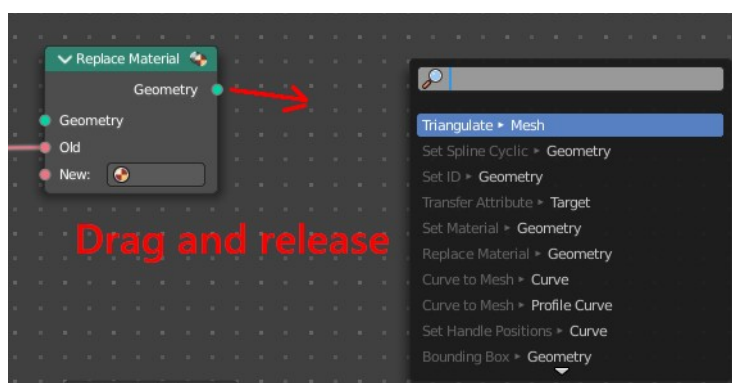 Replace Material
Geometry
Geometry
Old
New:
Drag and release
Triangulate ▸ Mesh
Set Spline Cyclic ▸ Geometry
Set ID ▸ Geometry
Transfer Attribute ▸ Target
Set Material ▸ Geometry
Replace Material ▸ Geometry
Curve to Mesh ▸ Curve
Curve to Mesh ▸ Profile Curve
Set Handle Positions ▸ Curve
Bounding Box ▸ Geometry